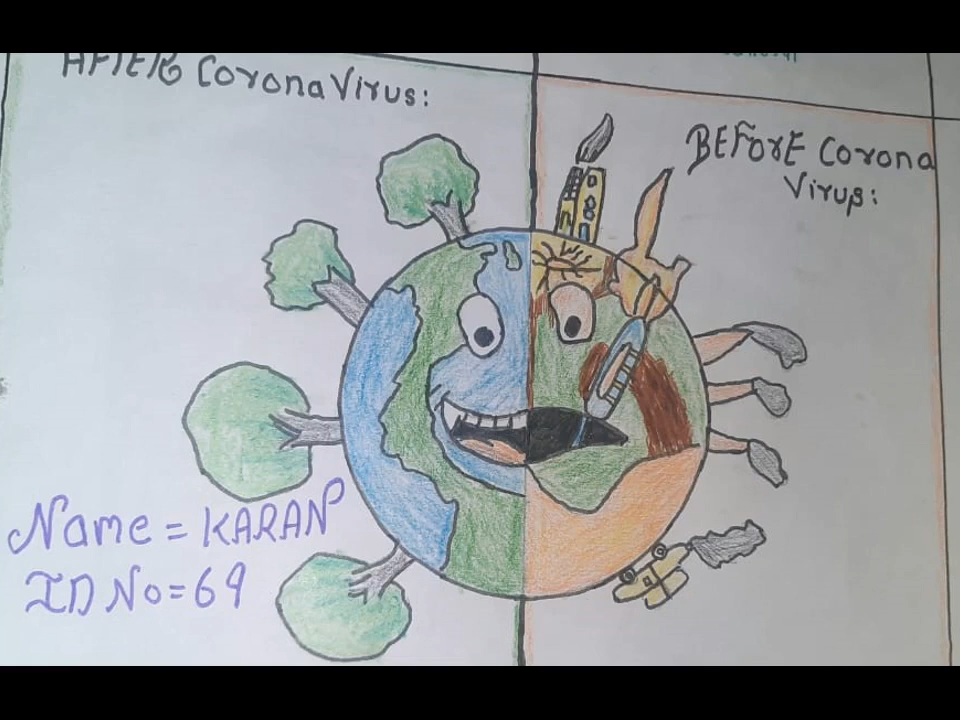 AFTER Corona Virus:
BEForE Corona
Virus:
Name = KARAN
ID No = 69